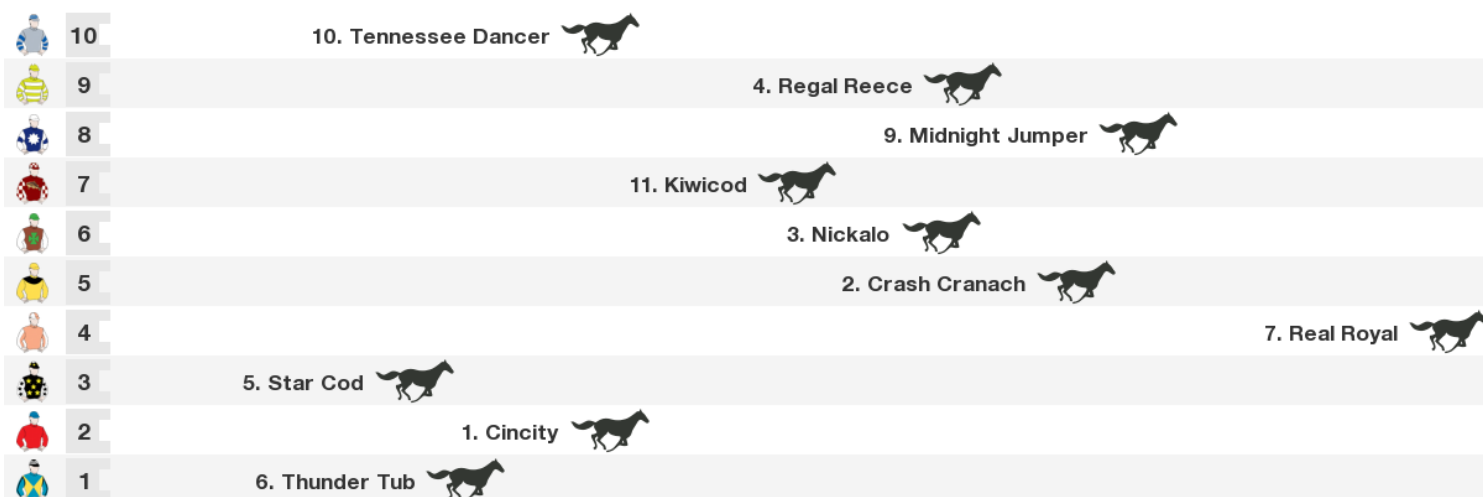 10 10. Tennessee Dancer
9 4. Regal Reece
8 9. Midnight Jumper
7 11. Kiwicod
6 3. Nickalo
5 2. Crash Cranach
4 7. Real Royal
3 5. Star Cod
2 1. Cincity
1 6. Thunder Tub